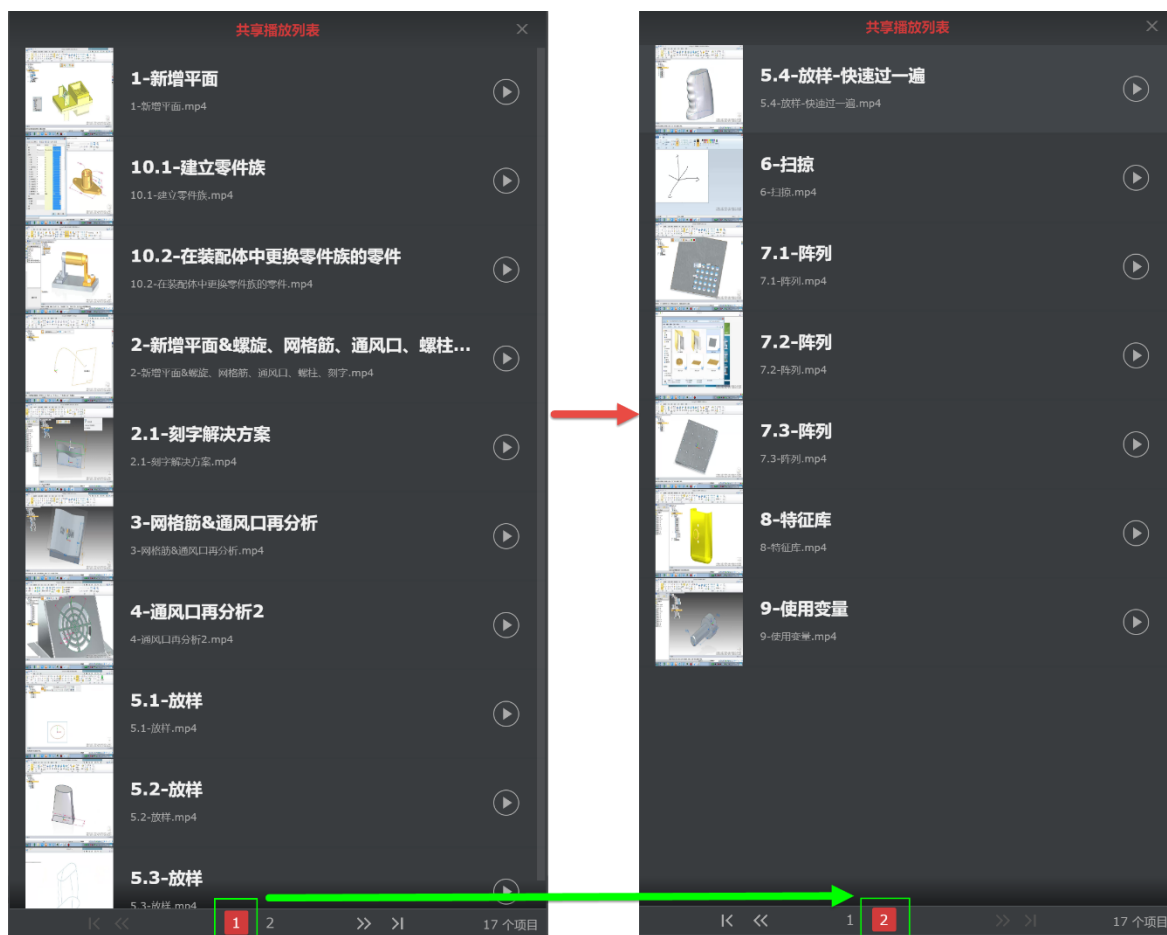 共享播放列表
1-新增平面
1-新增平面.mp4
10.1-建立零件族
10.1-建立零件族.mp4
10.2-在装配体中更换零件族的零件
10.2-在装配体中更换零件族的零件.mp4
2-新增平面&螺旋、网格筋、通风口、螺柱...
2-新增平面&螺旋、网格筋、通风口、螺柱、刻字.mp4
2.1-刻字解决方案
2.1-刻字解决方案.mp4
3-网格筋&通风口再分析
3-网格筋&通风口再分析.mp4
4-通风口再分析2
4-通风口再分析2.mp4
5.1-放样
5.1-放样.mp4
5.2-放样
5.2-放样.mp4
5.3-放样
5.3-放样.mp4
1 2
17 个项目
共享播放列表
5.4-放样-快速过一遍
5.4-放样-快速过一遍.mp4
6-扫掠
6-扫掠.mp4
7.1-阵列
7.1-阵列.mp4
7.2-阵列
7.2-阵列.mp4
7.3-阵列
7.3-阵列.mp4
8-特征库
8-特征库.mp4
9-使用变量
9-使用变量.mp4
1 2
17 个项目